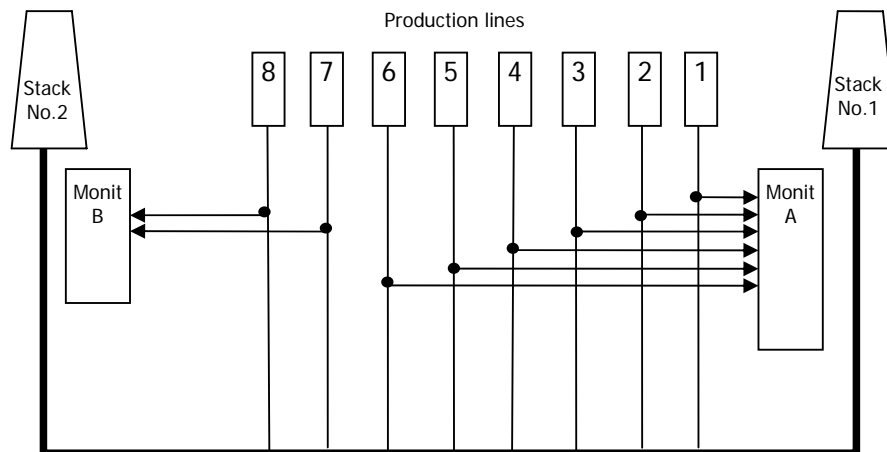 Production lines
Stack
No.2
8 7 6 5 4 3 2 1
Stack
No.1
Monit
B
Monit
A